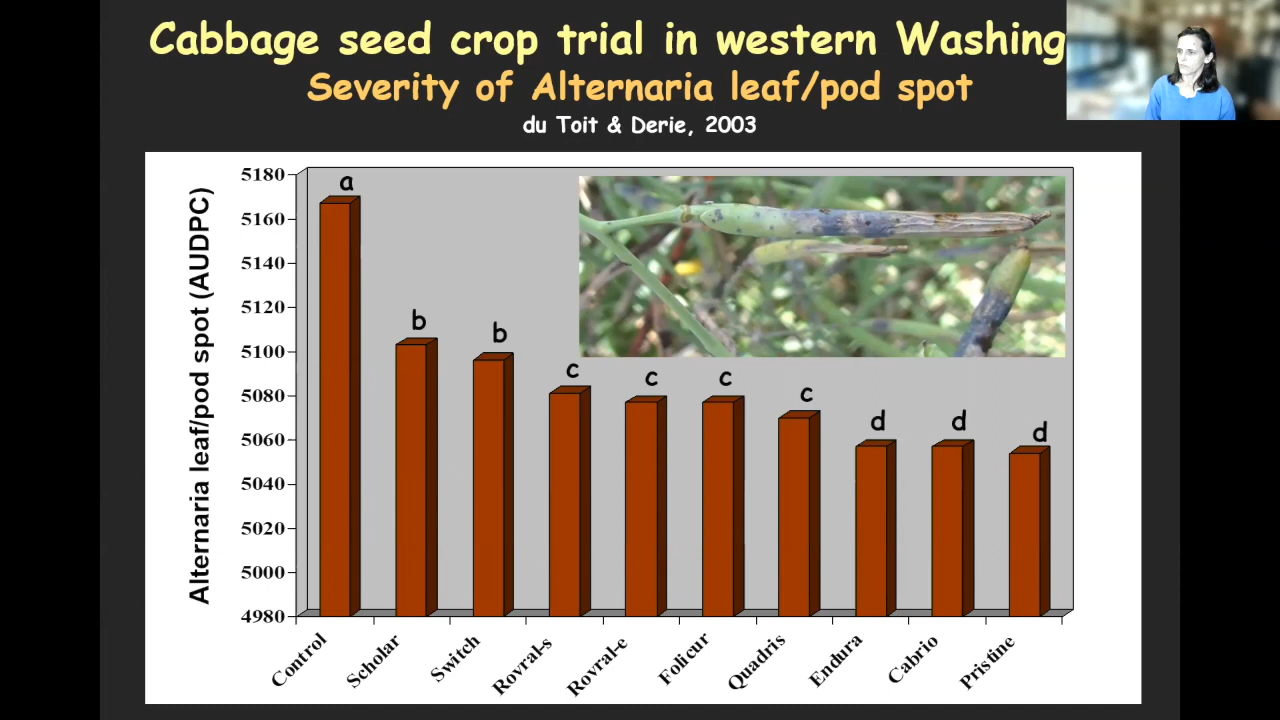 Cabbage seed crop trial in western Washing
Severity of Alternaria leaf/pod spot
du Toit & Derie, 2003
Alternaria leaf/pod spot (AUDPC)
5180
5160
5140
5120
5100
5080
5060
5040
5020
5000
4980
a
b
b
c
c
c
c
d
d
d
Control
Scholar
Switch
Rovral-s
Rovral-e
Folicur
Quadris
Endura
Cabrio
Pristine